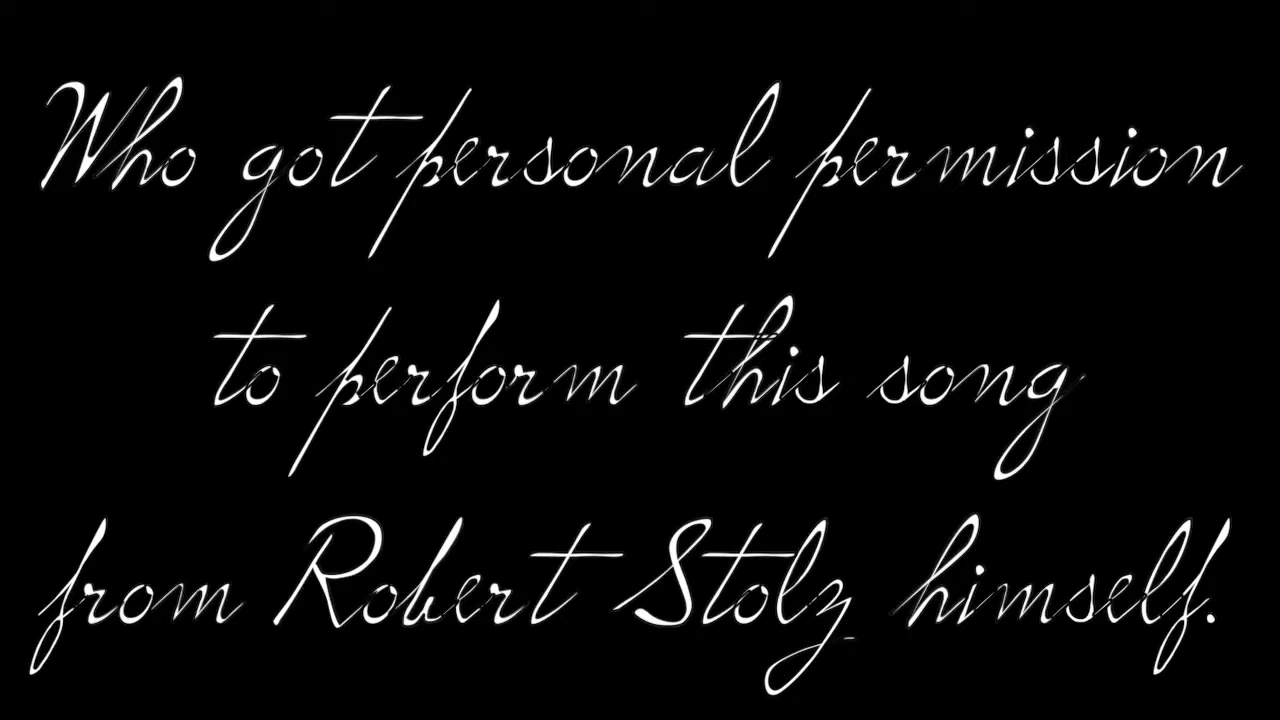 Who got personal permission
to perform this song
from Robert Stolz himself.